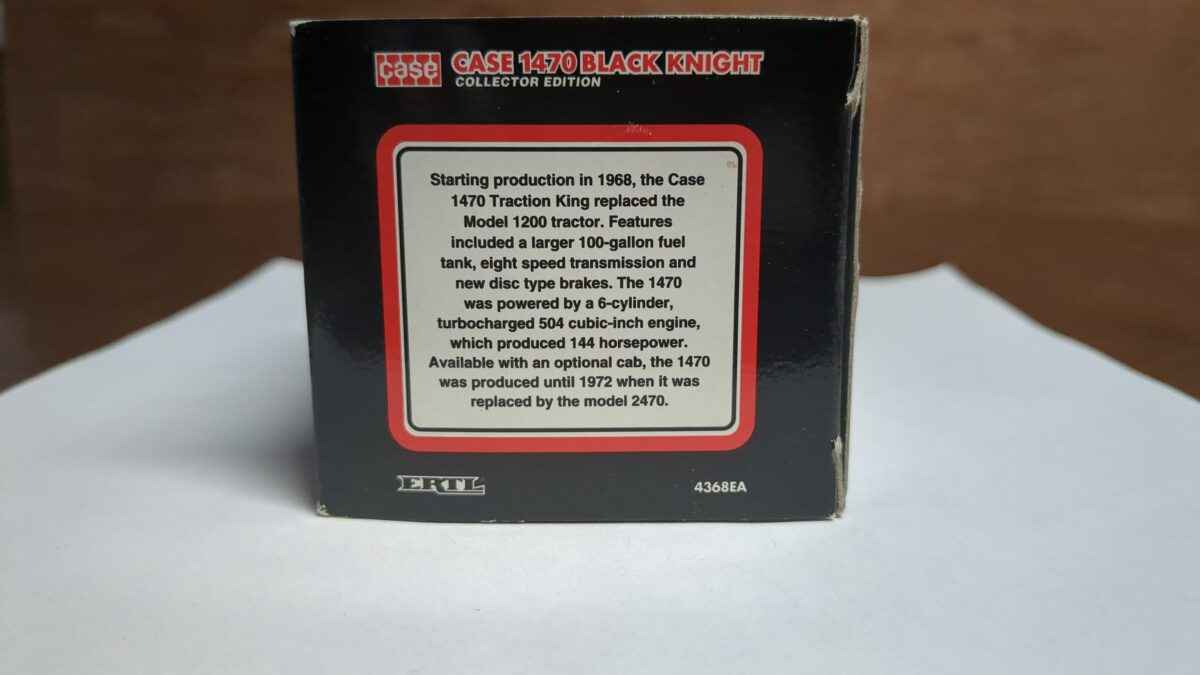 case CASE 1470 BLACK KNIGHT
COLLECTOR EDITION
Starting production in 1968, the Case
1470 Traction King replaced the
Model 1200 tractor. Features
included a larger 100-gallon fuel
tank, eight speed transmission and
new disc type brakes. The 1470
was powered by a 6-cylinder,
turbocharged 504 cubic-inch engine,
which produced 144 horsepower.
Available with an optional cab, the 1470
was produced until 1972 when it was
replaced by the model 2470.
ERTL 4368EA